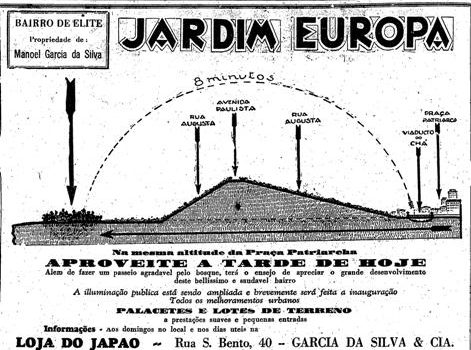 BAIRRO DE ELITE
Propriedade de:
Manoel Garcia da Silva
JARDIM EUROPA
8 minutos
AVENIDA
PAULISTA
RUA
AUGUSTA
RUA
AUGUSTA
PRAÇA
PATRIARCA
VIADUCTO
DO
CHÁ
Na mesma altitude da Praça Patriarcha
APROVEITE A TARDE DE HOJE
Alem de fazer um passeio agradavel pelo bosque, terá o ensejo de apreciar o grande desenvolvimento
deste bellissimo e saudavel bairro
A illuminação publica está sendo ampliada e brevemente será feita a inauguração
Todos os melhoramentos urbanos
PALACETES E LOTES DE TERRENO
a prestações suaves e pequenas entradas
Informações - aos domingos no local e nos dias uteis na
LOJA DO JAPAO ~ Rua S. Bento, 40 - GARCIA DA SILVA & CIA.